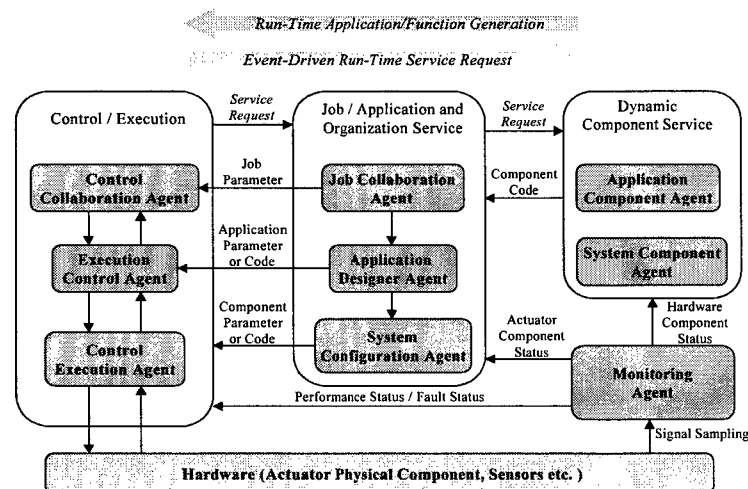 Run-Time Application/Function Generation
Event-Driven Run-Time Service Request
Control / Execution
Service
Request
Job / Application and
Organization Service
Service
Request
Dynamic
Component Service
Control
Collaboration Agent
Job
Parameter
Job Collaboration
Agent
Component
Code
Application
Component Agent
Execution
Control Agent
Application
Parameter
or Code
Application
Designer Agent
System Component
Agent
Control
Execution Agent
Component
Parameter
or Code
System
Configuration Agent
Actuator
Component
Status
Hardware
Component
Status
Monitoring
Agent
Performance Status / Fault Status
Signal Sampling
Hardware (Actuator Physical Component, Sensors etc. )